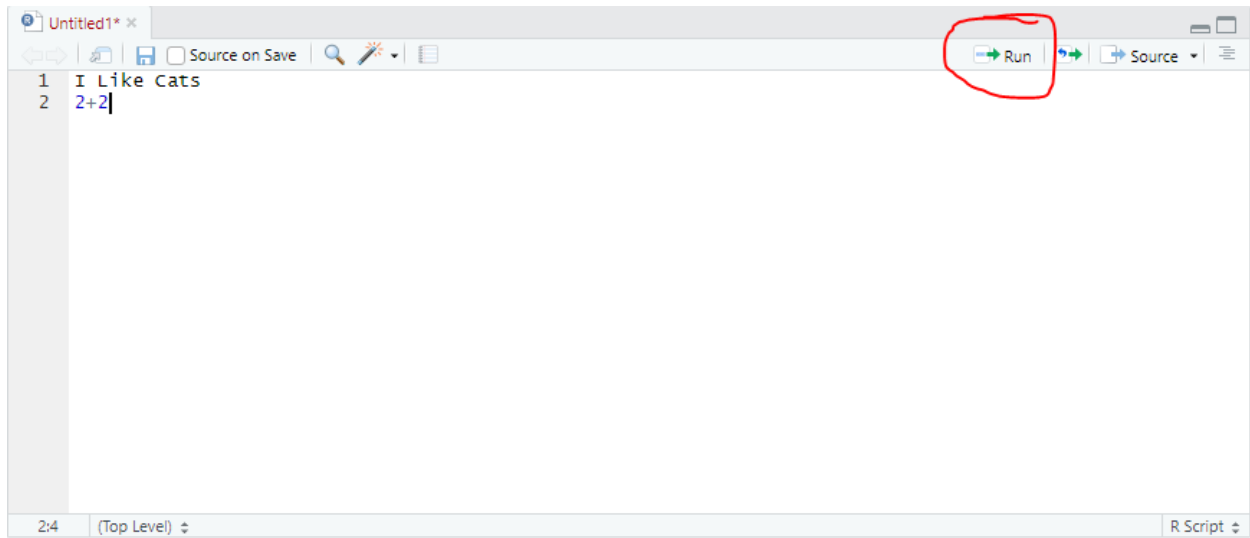 Untitled1*
Source on Save Run Source
1 I Like Cats
2 2+2
2:4 (Top Level) R Script